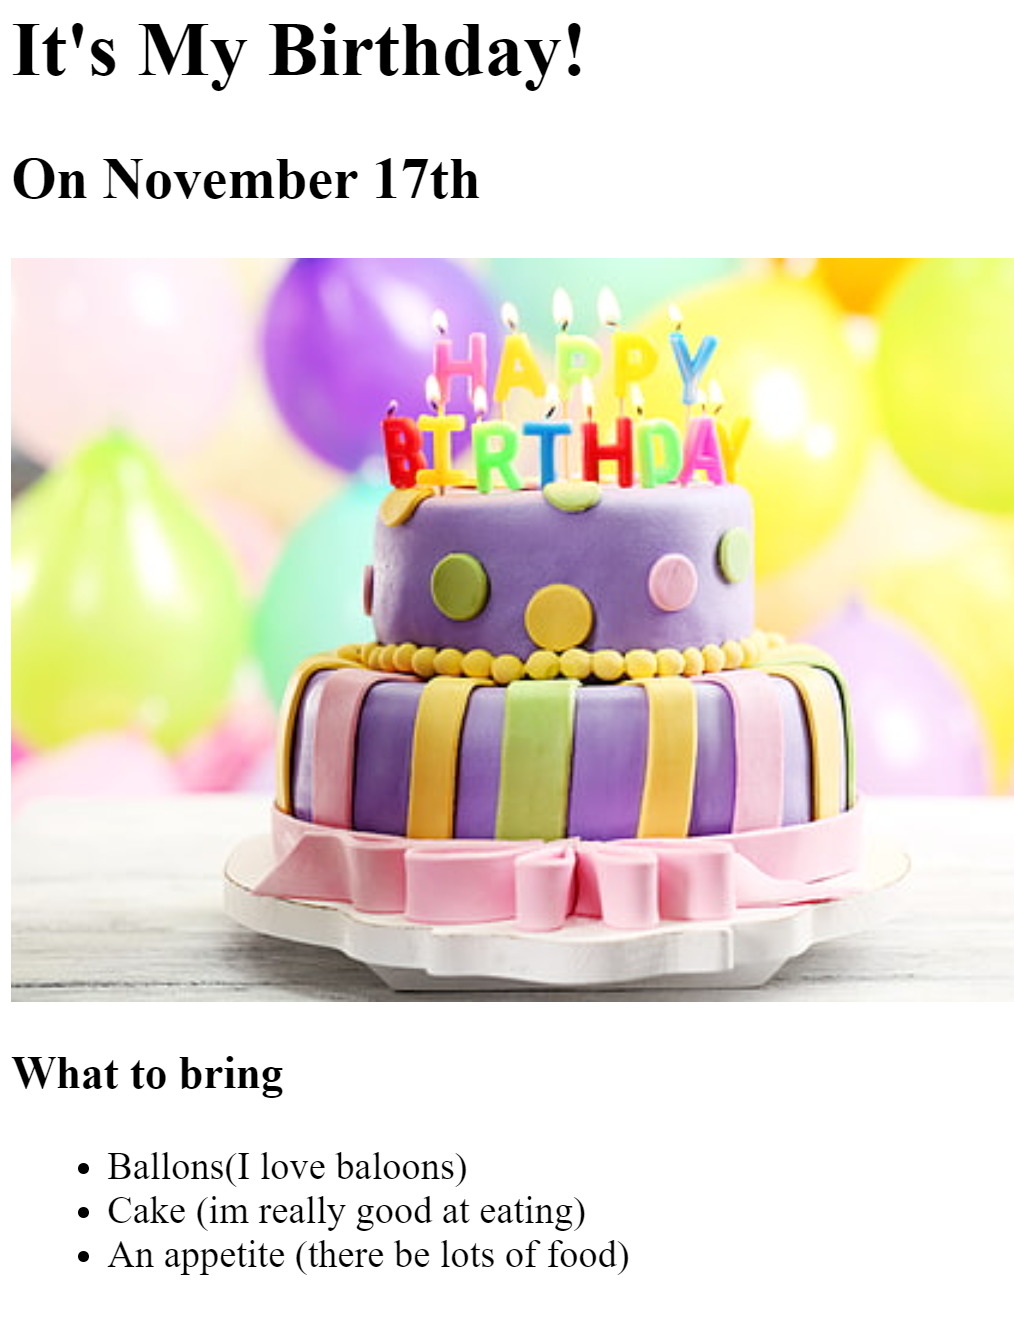 It's My Birthday!
On November 17th
HAPPY
BIRTHDAY
What to bring
Ballons(I love baloons)
Cake (im really good at eating)
An appetite (there be lots of food)